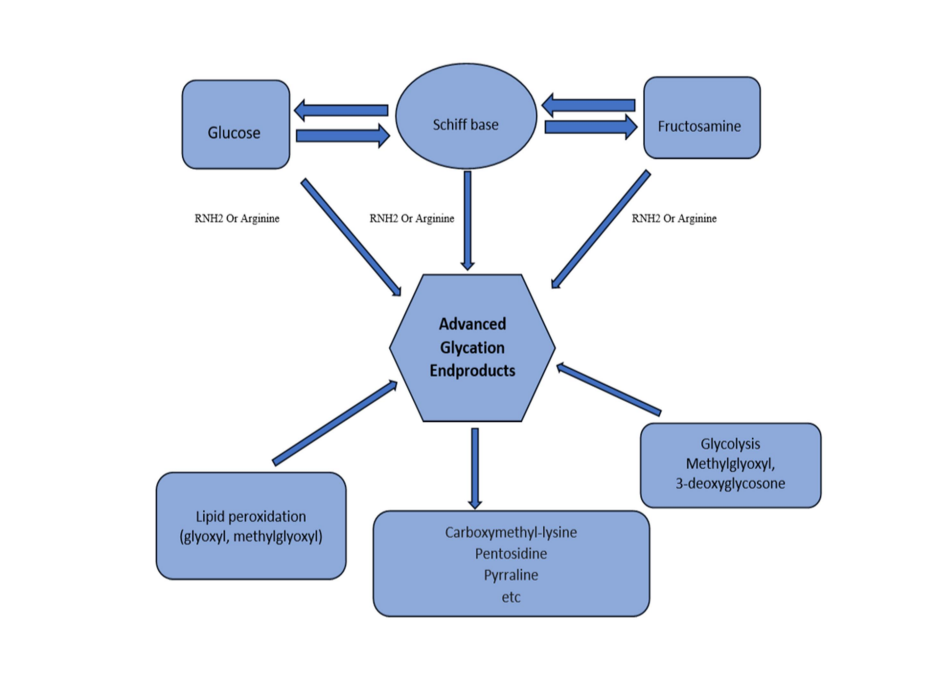 Glucose
Schiff base
Fructosamine
RNH2 Or Arginine
RNH2 Or Arginine
RNH2 Or Arginine
Advanced
Glycation
Endproducts
Glycolysis
Methylglyoxyl,
3-deoxyglycosone
Lipid peroxidation
(glyoxyl, methylglyoxyl)
Carboxymethyl-lysine
Pentosidine
Pyrraline
etc